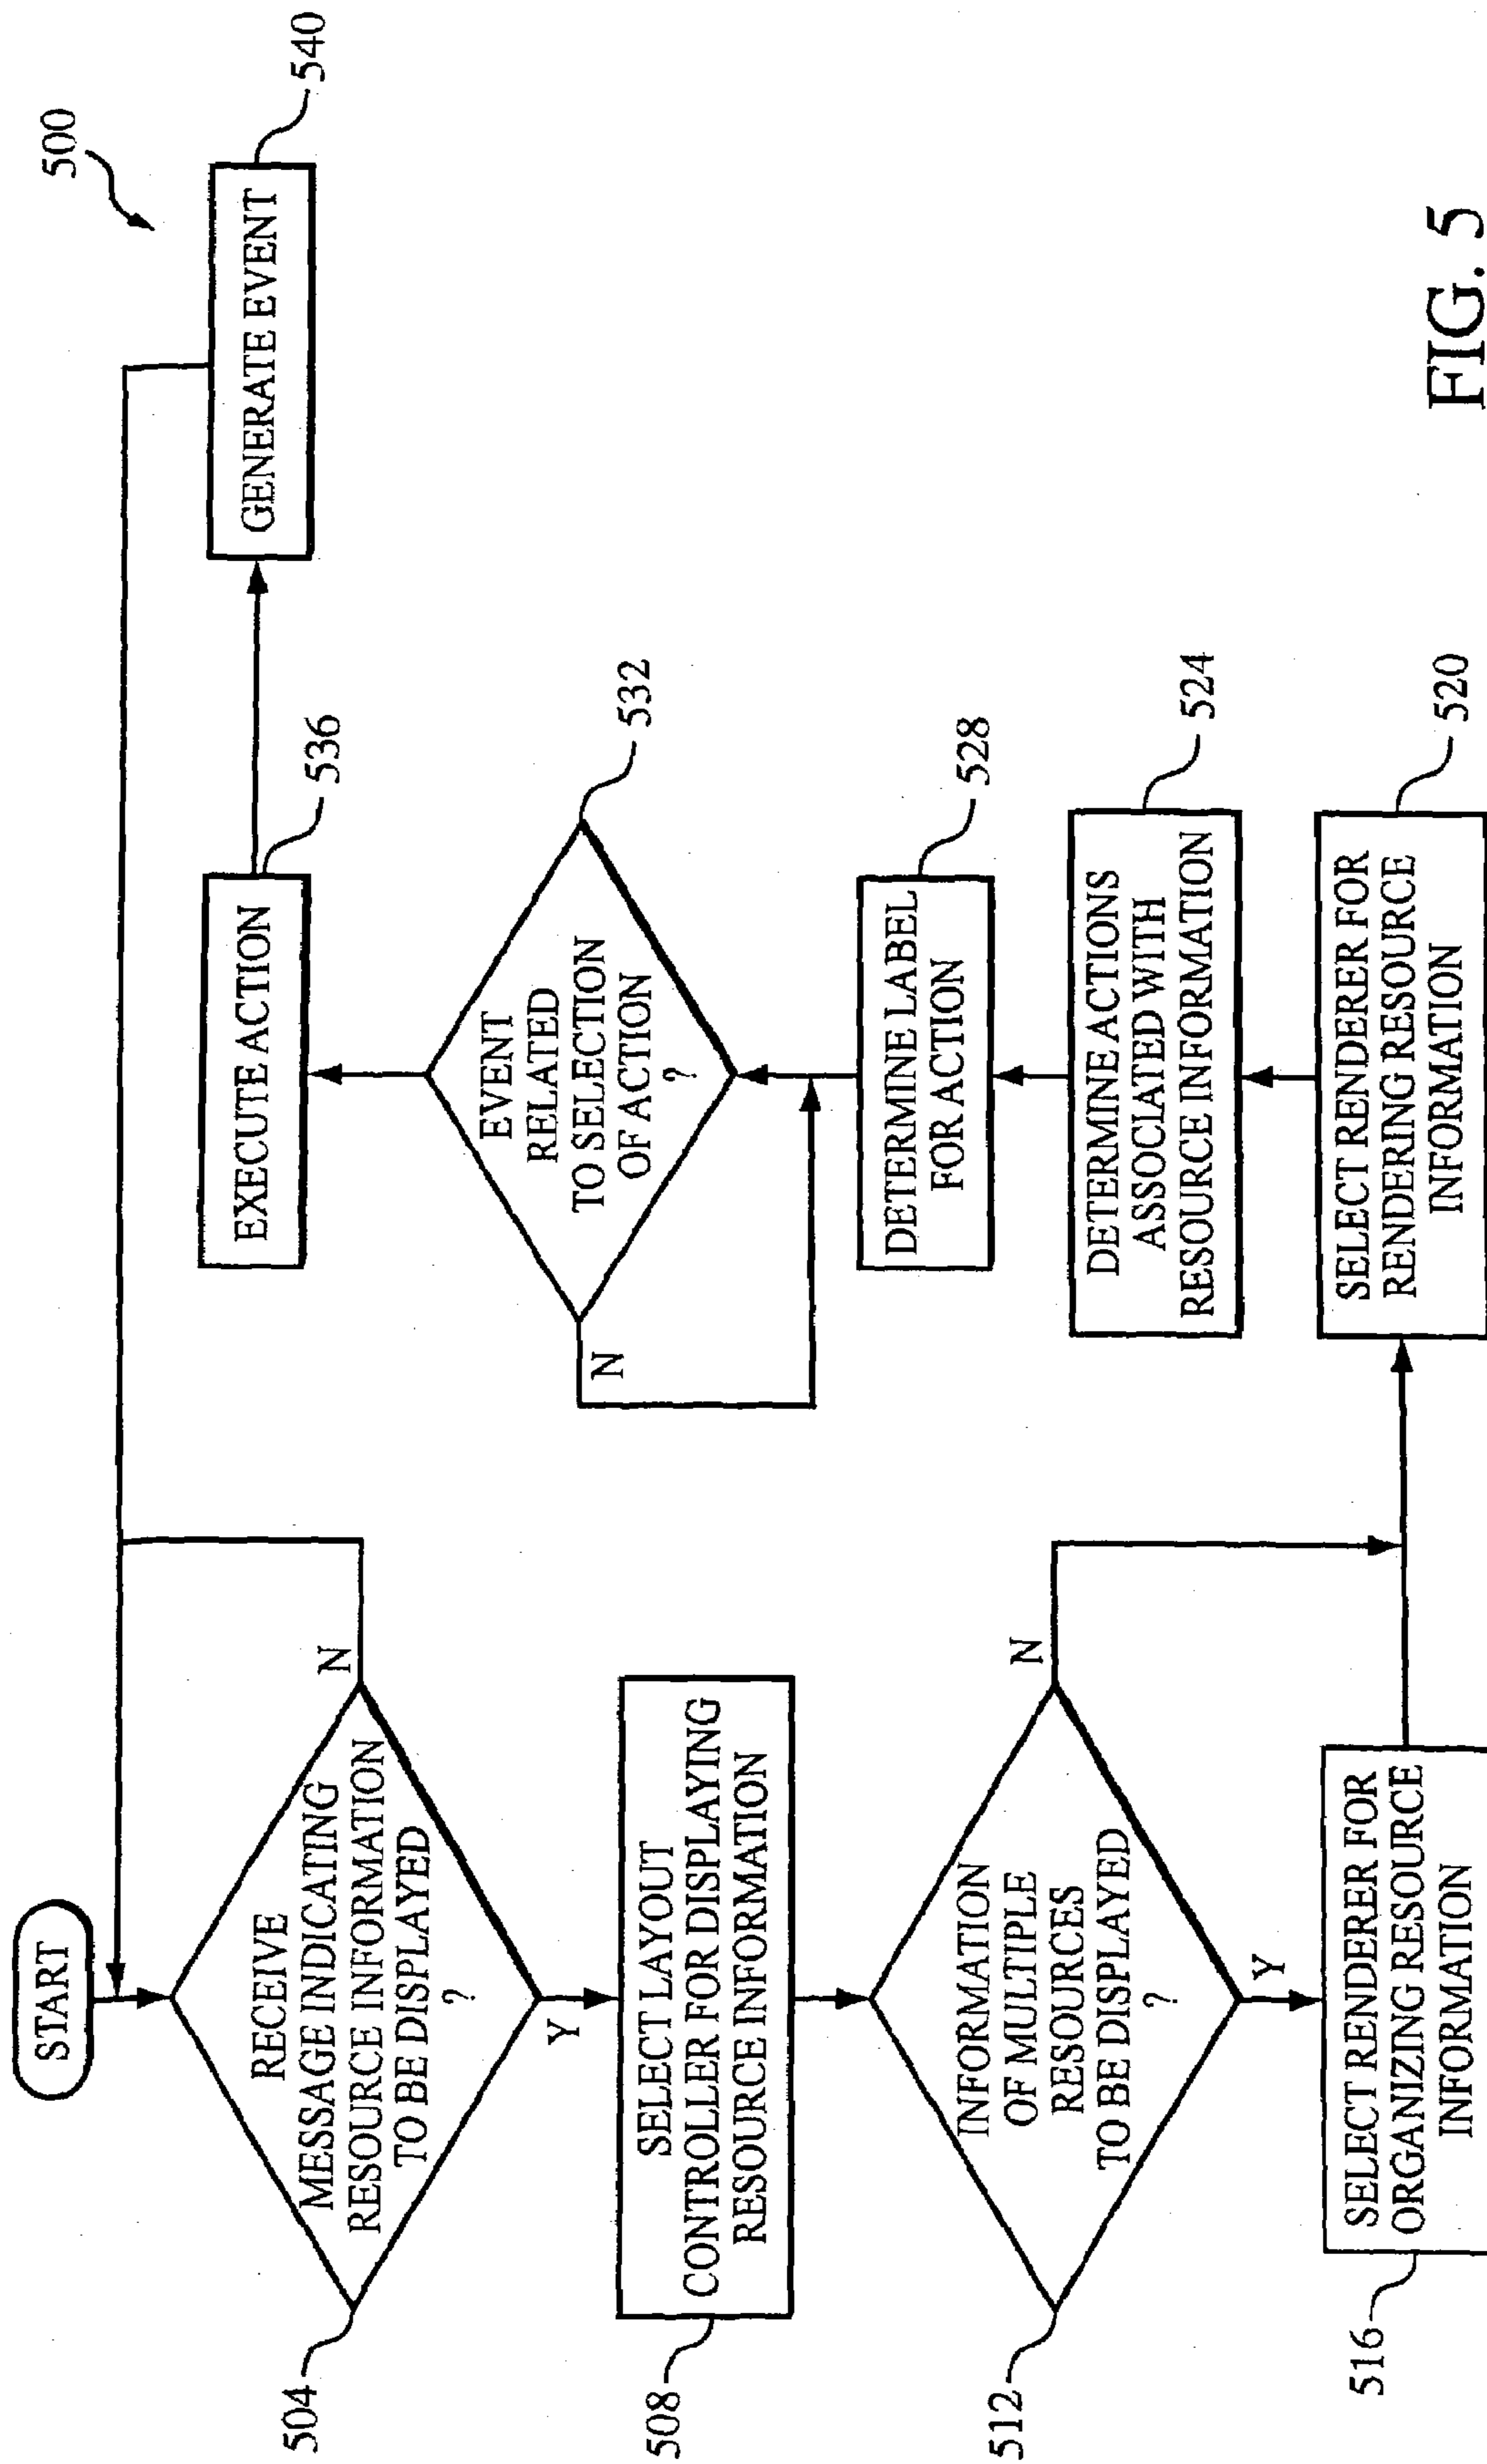 500
START
RECEIVE
MESSAGE INDICATING
RESOURCE INFORMATION
TO BE DISPLAYED
?
N
Y
504
SELECT LAYOUT
CONTROLLER FOR DISPLAYING
RESOURCE INFORMATION
508
INFORMATION
OF MULTIPLE
RESOURCES
TO BE DISPLAYED
?
N
Y
512
SELECT RENDERER FOR
ORGANIZING RESOURCE
INFORMATION
516
SELECT RENDERER FOR
RENDERING RESOURCE
INFORMATION
520
DETERMINE ACTIONS
ASSOCIATED WITH
RESOURCE INFORMATION
524
DETERMINE LABEL
FOR ACTION
528
EVENT
RELATED
TO SELECTION
OF ACTION
?
N
532
EXECUTE ACTION
536
GENERATE EVENT
540
FIG. 5